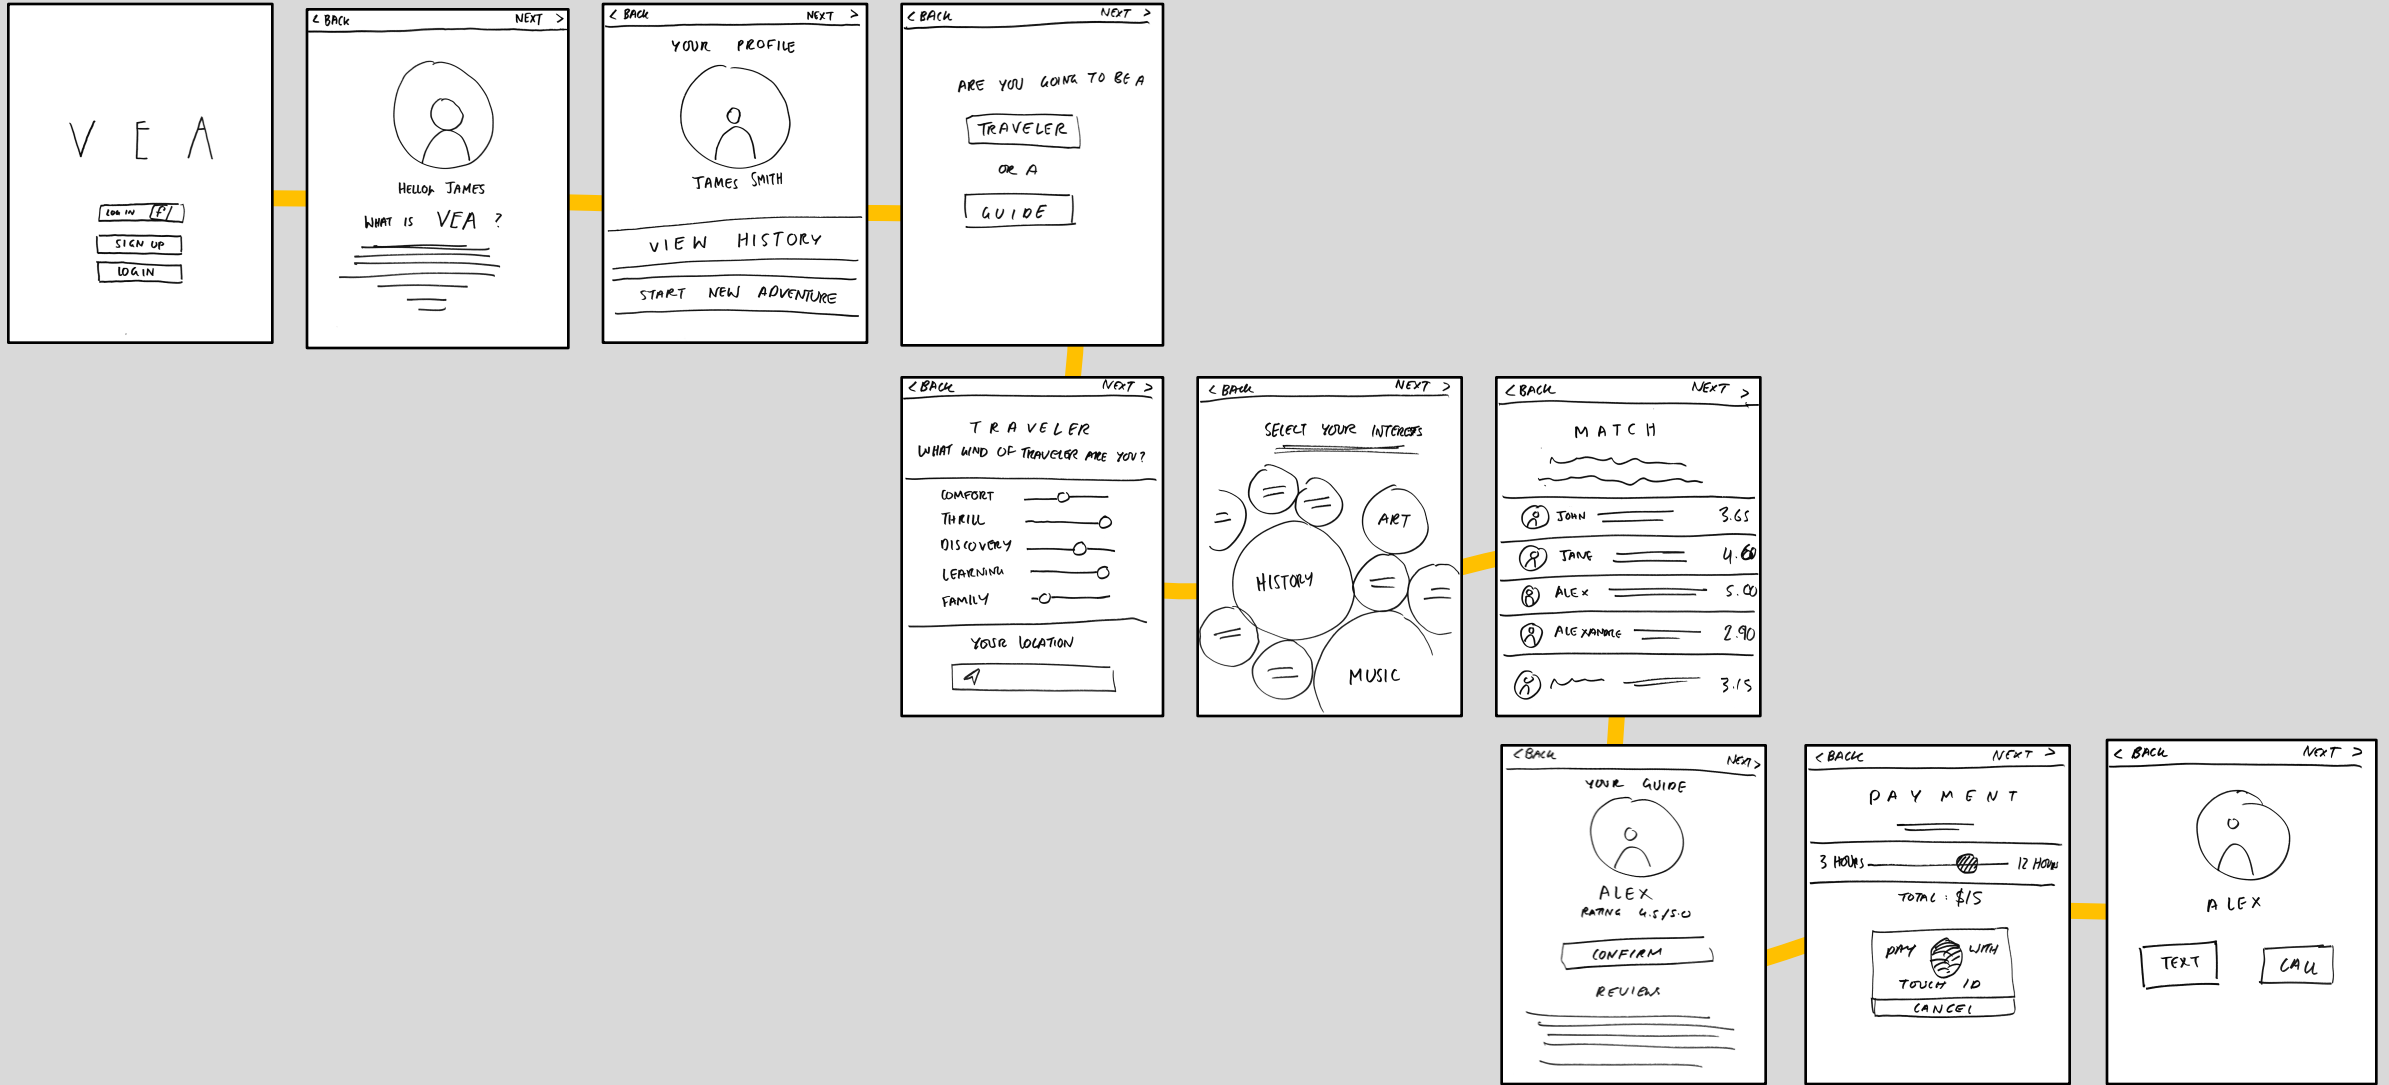 V E A
LOG IN f
SIGN UP
LOGIN
< BACK NEXT >
HELLO, JAMES
WHAT IS VEA ?
< BACK NEXT >
YOUR PROFILE
JAMES SMITH
VIEW HISTORY
START NEW ADVENTURE
< BACK NEXT >
ARE YOU GOING TO BE A
TRAVELER
OR A
GUIDE
< BACK NEXT >
TRAVELER
WHAT KIND OF TRAVELER ARE YOU?
COMFORT
THRILL
DISCOVERY
LEARNING
FAMILY
YOUR LOCATION
< BACK NEXT >
SELECT YOUR INTERESTS
ART
HISTORY
MUSIC
< BACK NEXT >
MATCH
JOHN 3.65
JANE 4.60
ALEX 5.00
ALEXANDRE 2.90
3.15
< BACK NEXT >
YOUR GUIDE
ALEX
RATING 4.5/5.0
CONFIRM
REVIEW
< BACK NEXT >
PAYMENT
3 HOURS 12 HOURS
TOTAL : $15
PAY WITH
TOUCH ID
CANCEL
< BACK NEXT >
ALEX
TEXT CALL